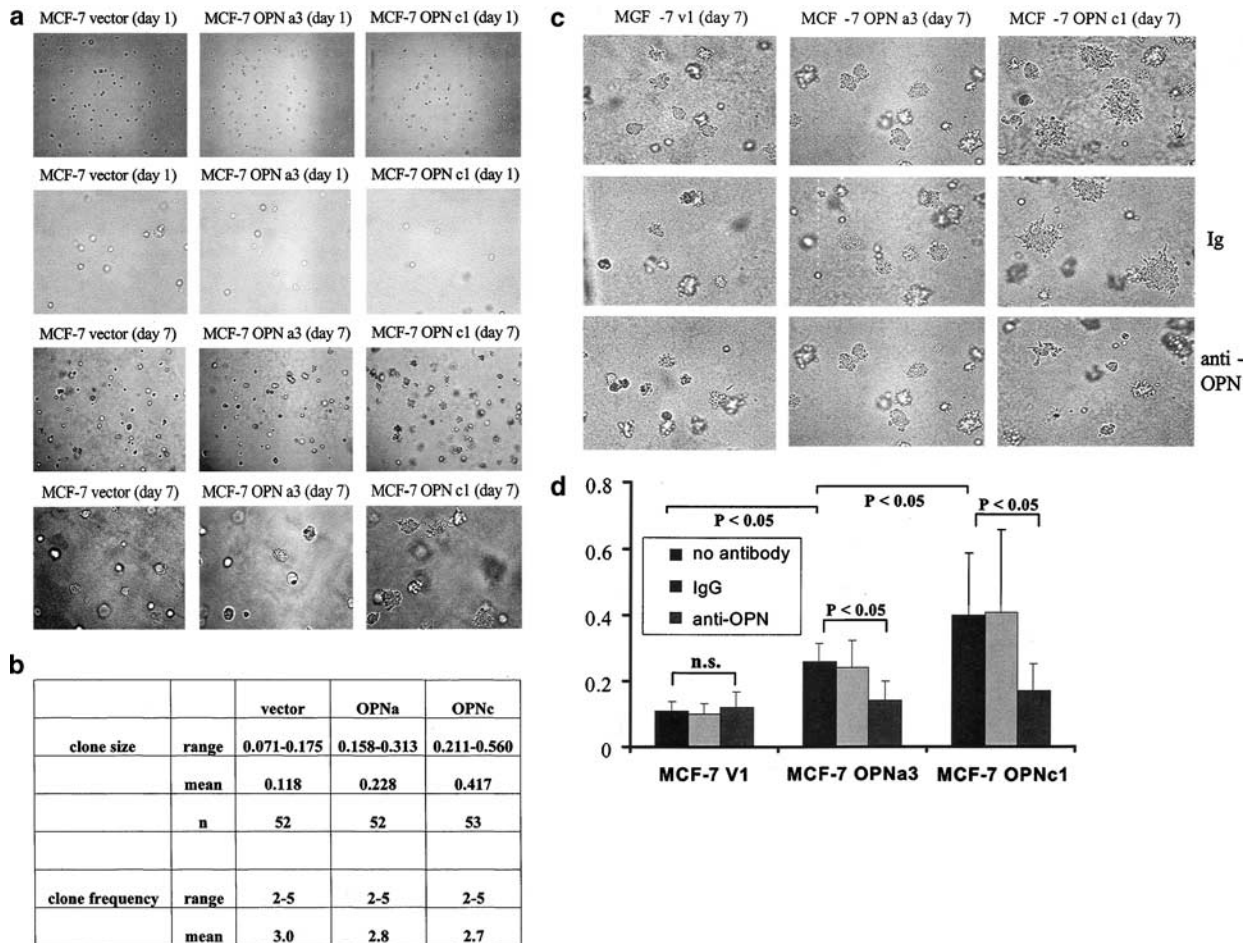 a
MCF-7 vector (day 1) MCF-7 OPN a3 (day 1) MCF-7 OPN c1 (day 1)
MCF-7 vector (day 1) MCF-7 OPN a3 (day 1) MCF-7 OPN c1 (day 1)
MCF-7 vector (day 7) MCF-7 OPN a3 (day 7) MCF-7 OPN c1 (day 7)
MCF-7 vector (day 7) MCF-7 OPN a3 (day 7) MCF-7 OPN c1 (day 7)
b
vector OPNa OPNc
clone size range 0.071-0.175 0.158-0.313 0.211-0.560
mean 0.118 0.228 0.417
n 52 52 53
clone frequency range 2-5 2-5 2-5
mean 3.0 2.8 2.7
c
MGF -7 v1 (day 7) MCF -7 OPN a3 (day 7) MCF -7 OPN c1 (day 7)
Ig
anti -
OPN
d
0.8
0.6
0.4
0.2
0
P < 0.05
P < 0.05
P < 0.05
no antibody
IgG
anti-OPN
P < 0.05
n.s.
MCF-7 V1 MCF-7 OPNa3 MCF-7 OPNc1